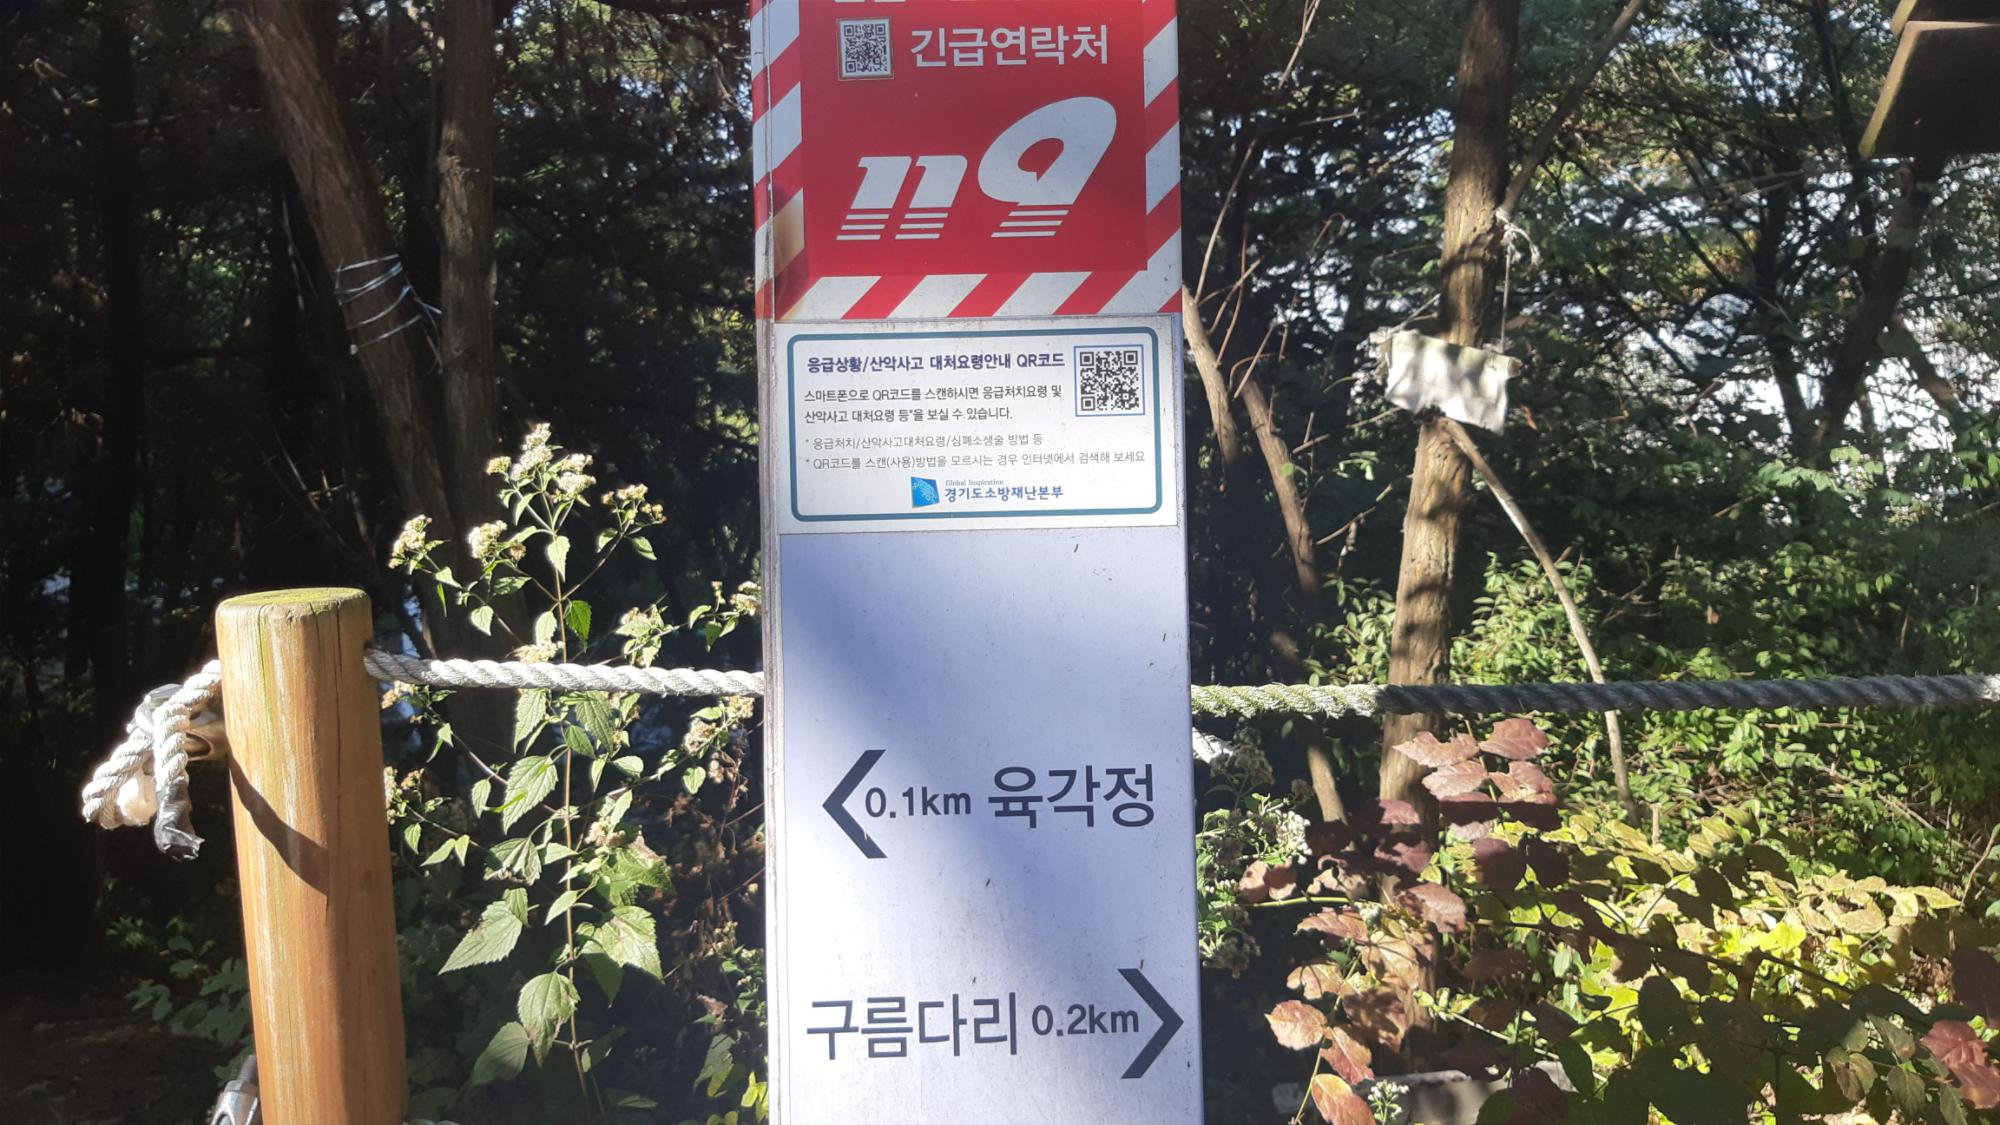 긴급연락처
119
응급상황/산악사고 대처요령안내 QR코드
스마트폰으로 QR코드를 스캔하시면 응급처치요령 및
산악사고 대처요령 등*을 보실 수 있습니다.
* 응급처치/산악사고대처요령/심폐소생술 방법 등
* QR코드를 스캔(사용)방법을 모르시는 경우 인터넷에서 검색해 보세요
Global Inspiration
경기도소방재난본부
0.1km 육각정
구름다리 0.2km